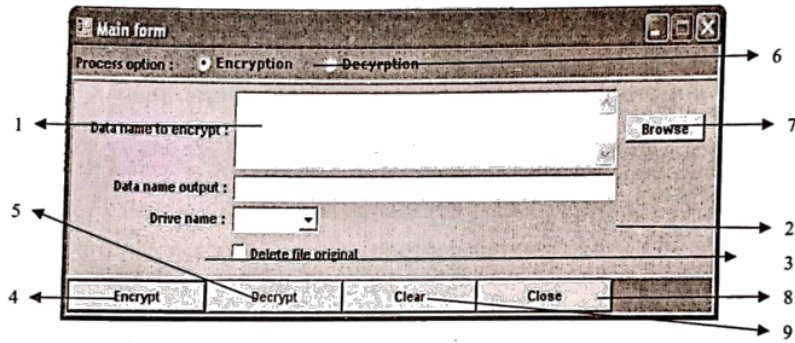 Main form
Process option : Encryption Decyrption 6
1 Data name to encrypt : Browse 7
Data name output :
5 Drive name : 2
Delete file original 3
4 Encrypt Decrypt Clear Close 8
9